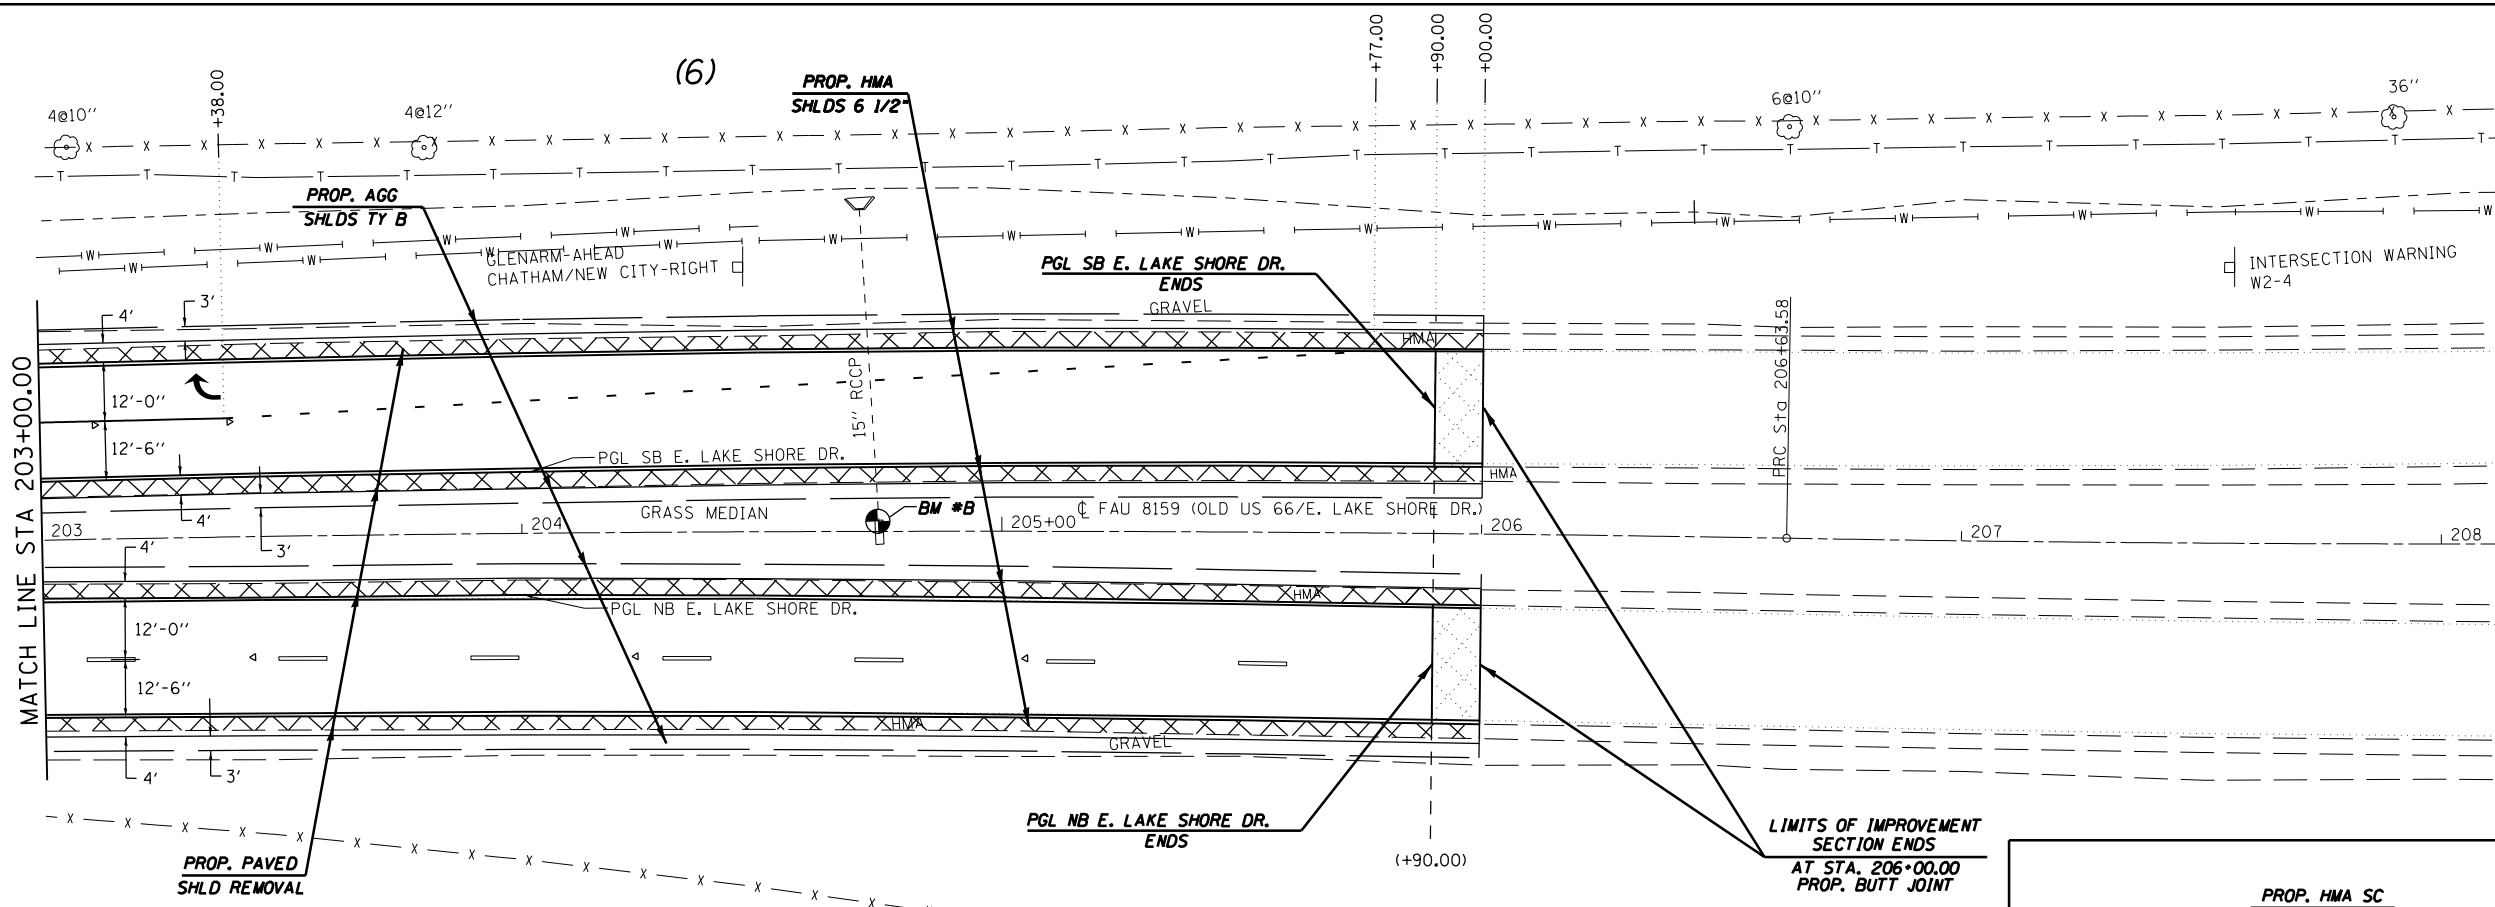 +77.00
+90.00
+00.00
(6)
PROP. HMA
SHLDS 6 1/2"
+38.00
4@10''
4@12''
6@10''
36''
X X X X X X X X X X X X X X X X X X X X X X X X X X X X X X X X X X X X X X X X X X
T T T T T T T T T T T T T T T T T T T T T T T T T T T T T
PROP. AGG
SHLDS TY B
W W W W W W W W W W W W W W
W W W W
GLENARM-AHEAD
CHATHAM/NEW CITY-RIGHT
PGL SB E. LAKE SHORE DR.
ENDS
INTERSECTION WARNING
W2-4
GRAVEL
3'
4'
HMA
MATCH LINE STA 203+00.00
12'-0''
12'-6''
15'' RCCP
PRC Sta 206+63.58
PGL SB E. LAKE SHORE DR.
HMA
4'
3'
GRASS MEDIAN
BM #B
℄ FAU 8159 (OLD US 66/E. LAKE SHORE DR.)
203
204
205+00
206
207
208
4'
HMA
PGL NB E. LAKE SHORE DR.
12'-0''
12'-6''
HMA
GRAVEL
4'
3'
PGL NB E. LAKE SHORE DR.
ENDS
(+90.00)
LIMITS OF IMPROVEMENT
SECTION ENDS
AT STA. 206+00.00
PROP. BUTT JOINT
X X X X X X X X X X X X X X X
PROP. PAVED
SHLD REMOVAL
PROP. HMA SC